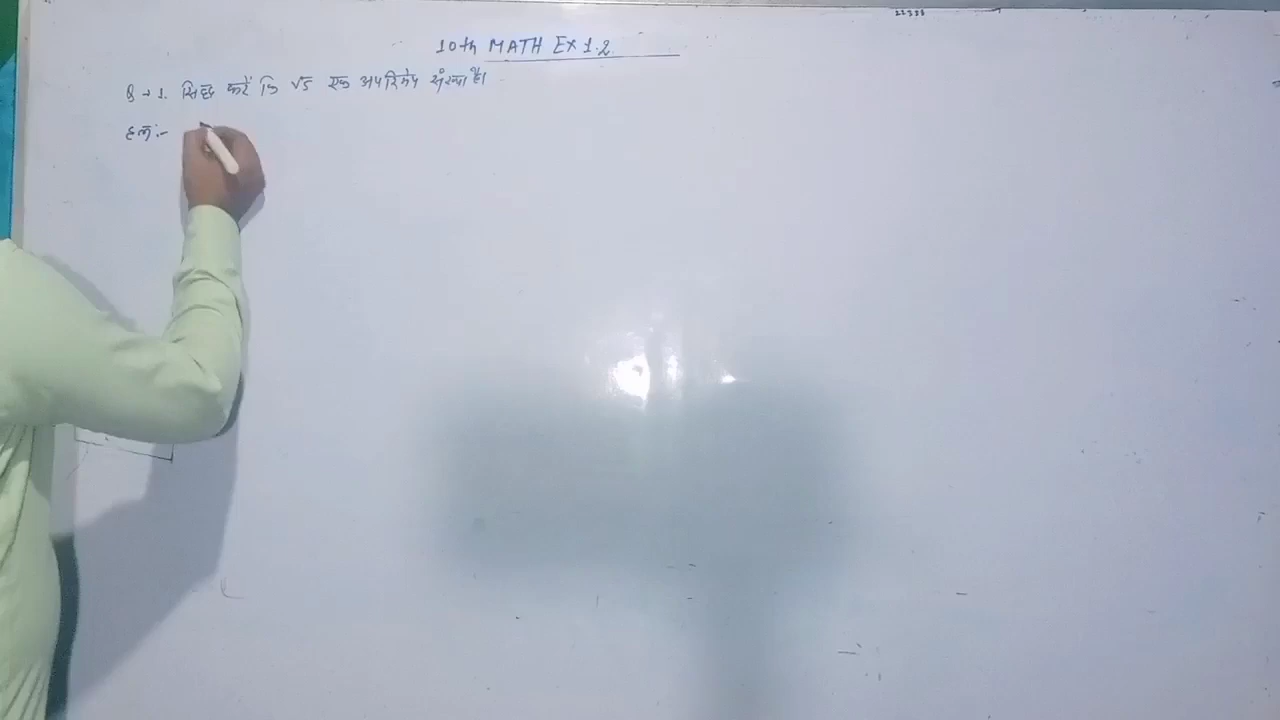 10th MATH EX 1.2
Q → 1. सिद्ध करें कि √5 एक अपरिमेय संख्या है।
हल:-